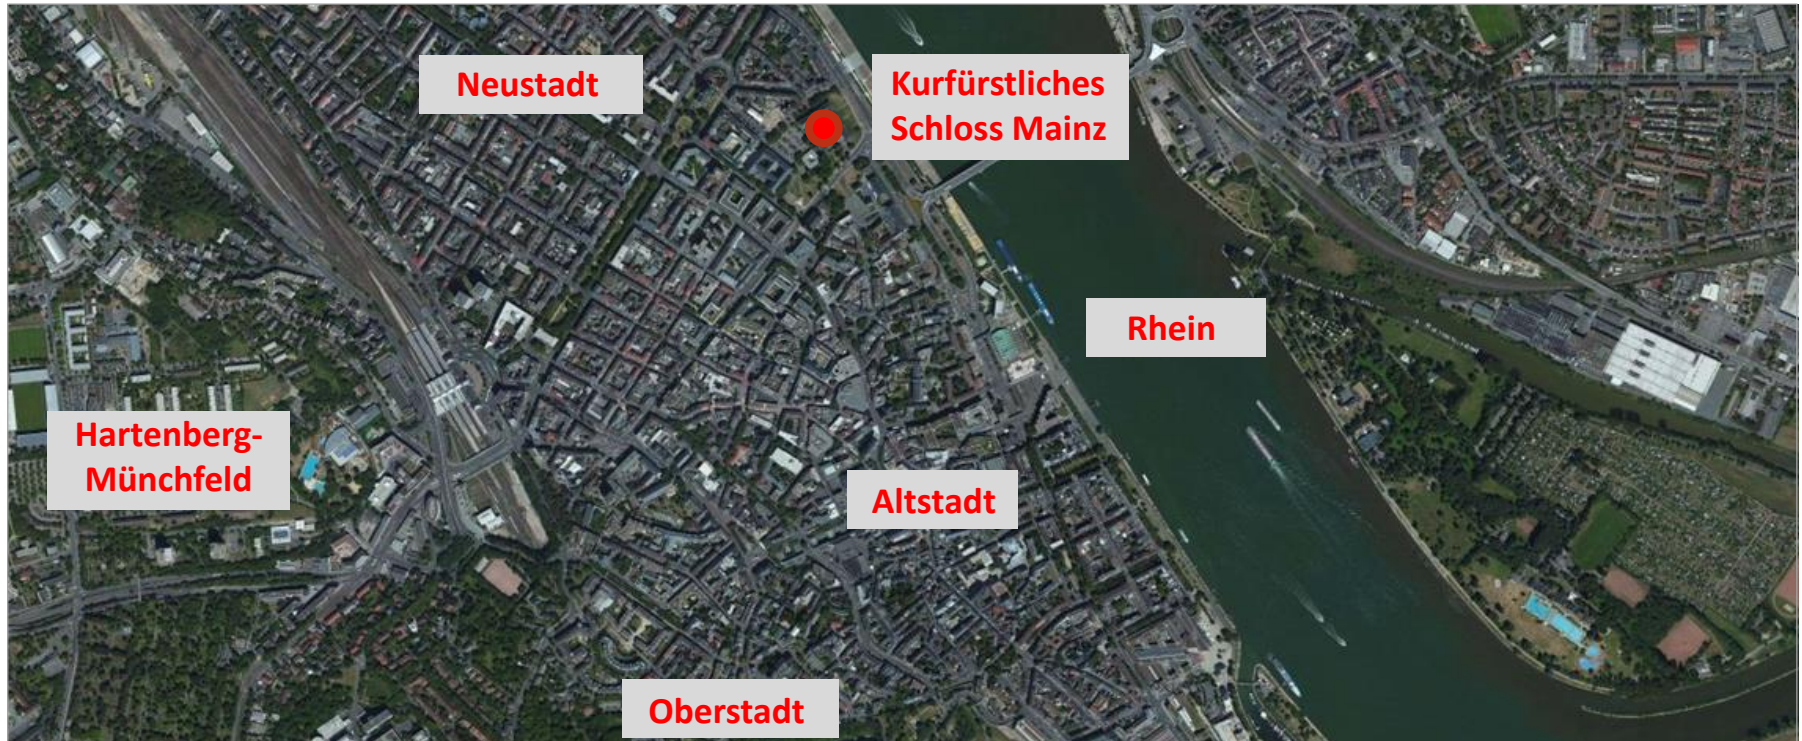 Neustadt
Kurfürstliches
Schloss Mainz
Rhein
Hartenberg-
Münchfeld
Altstadt
Oberstadt